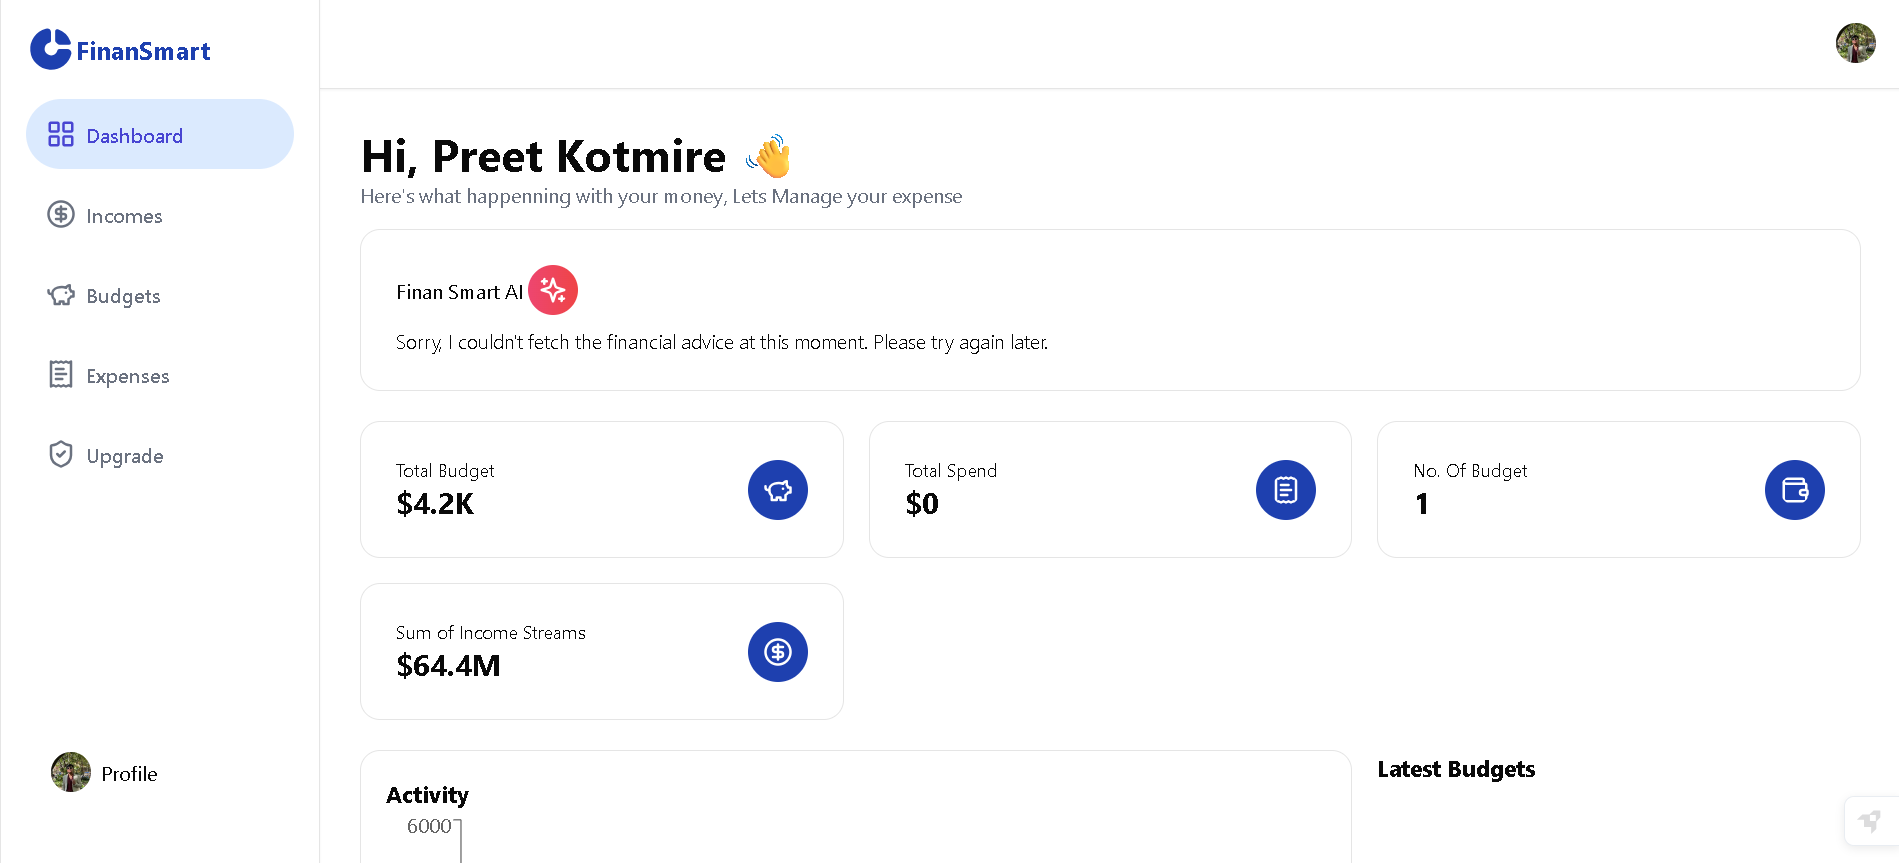 FinanSmart
Dashboard
Incomes
Budgets
Expenses
Upgrade
Profile
Hi, Preet Kotmire 👋
Here's what happenning with your money, Lets Manage your expense
Finan Smart AI
Sorry, I couldn't fetch the financial advice at this moment. Please try again later.
Total Budget
$4.2K
Total Spend
$0
No. Of Budget
1
Sum of Income Streams
$64.4M
Activity
6000
Latest Budgets